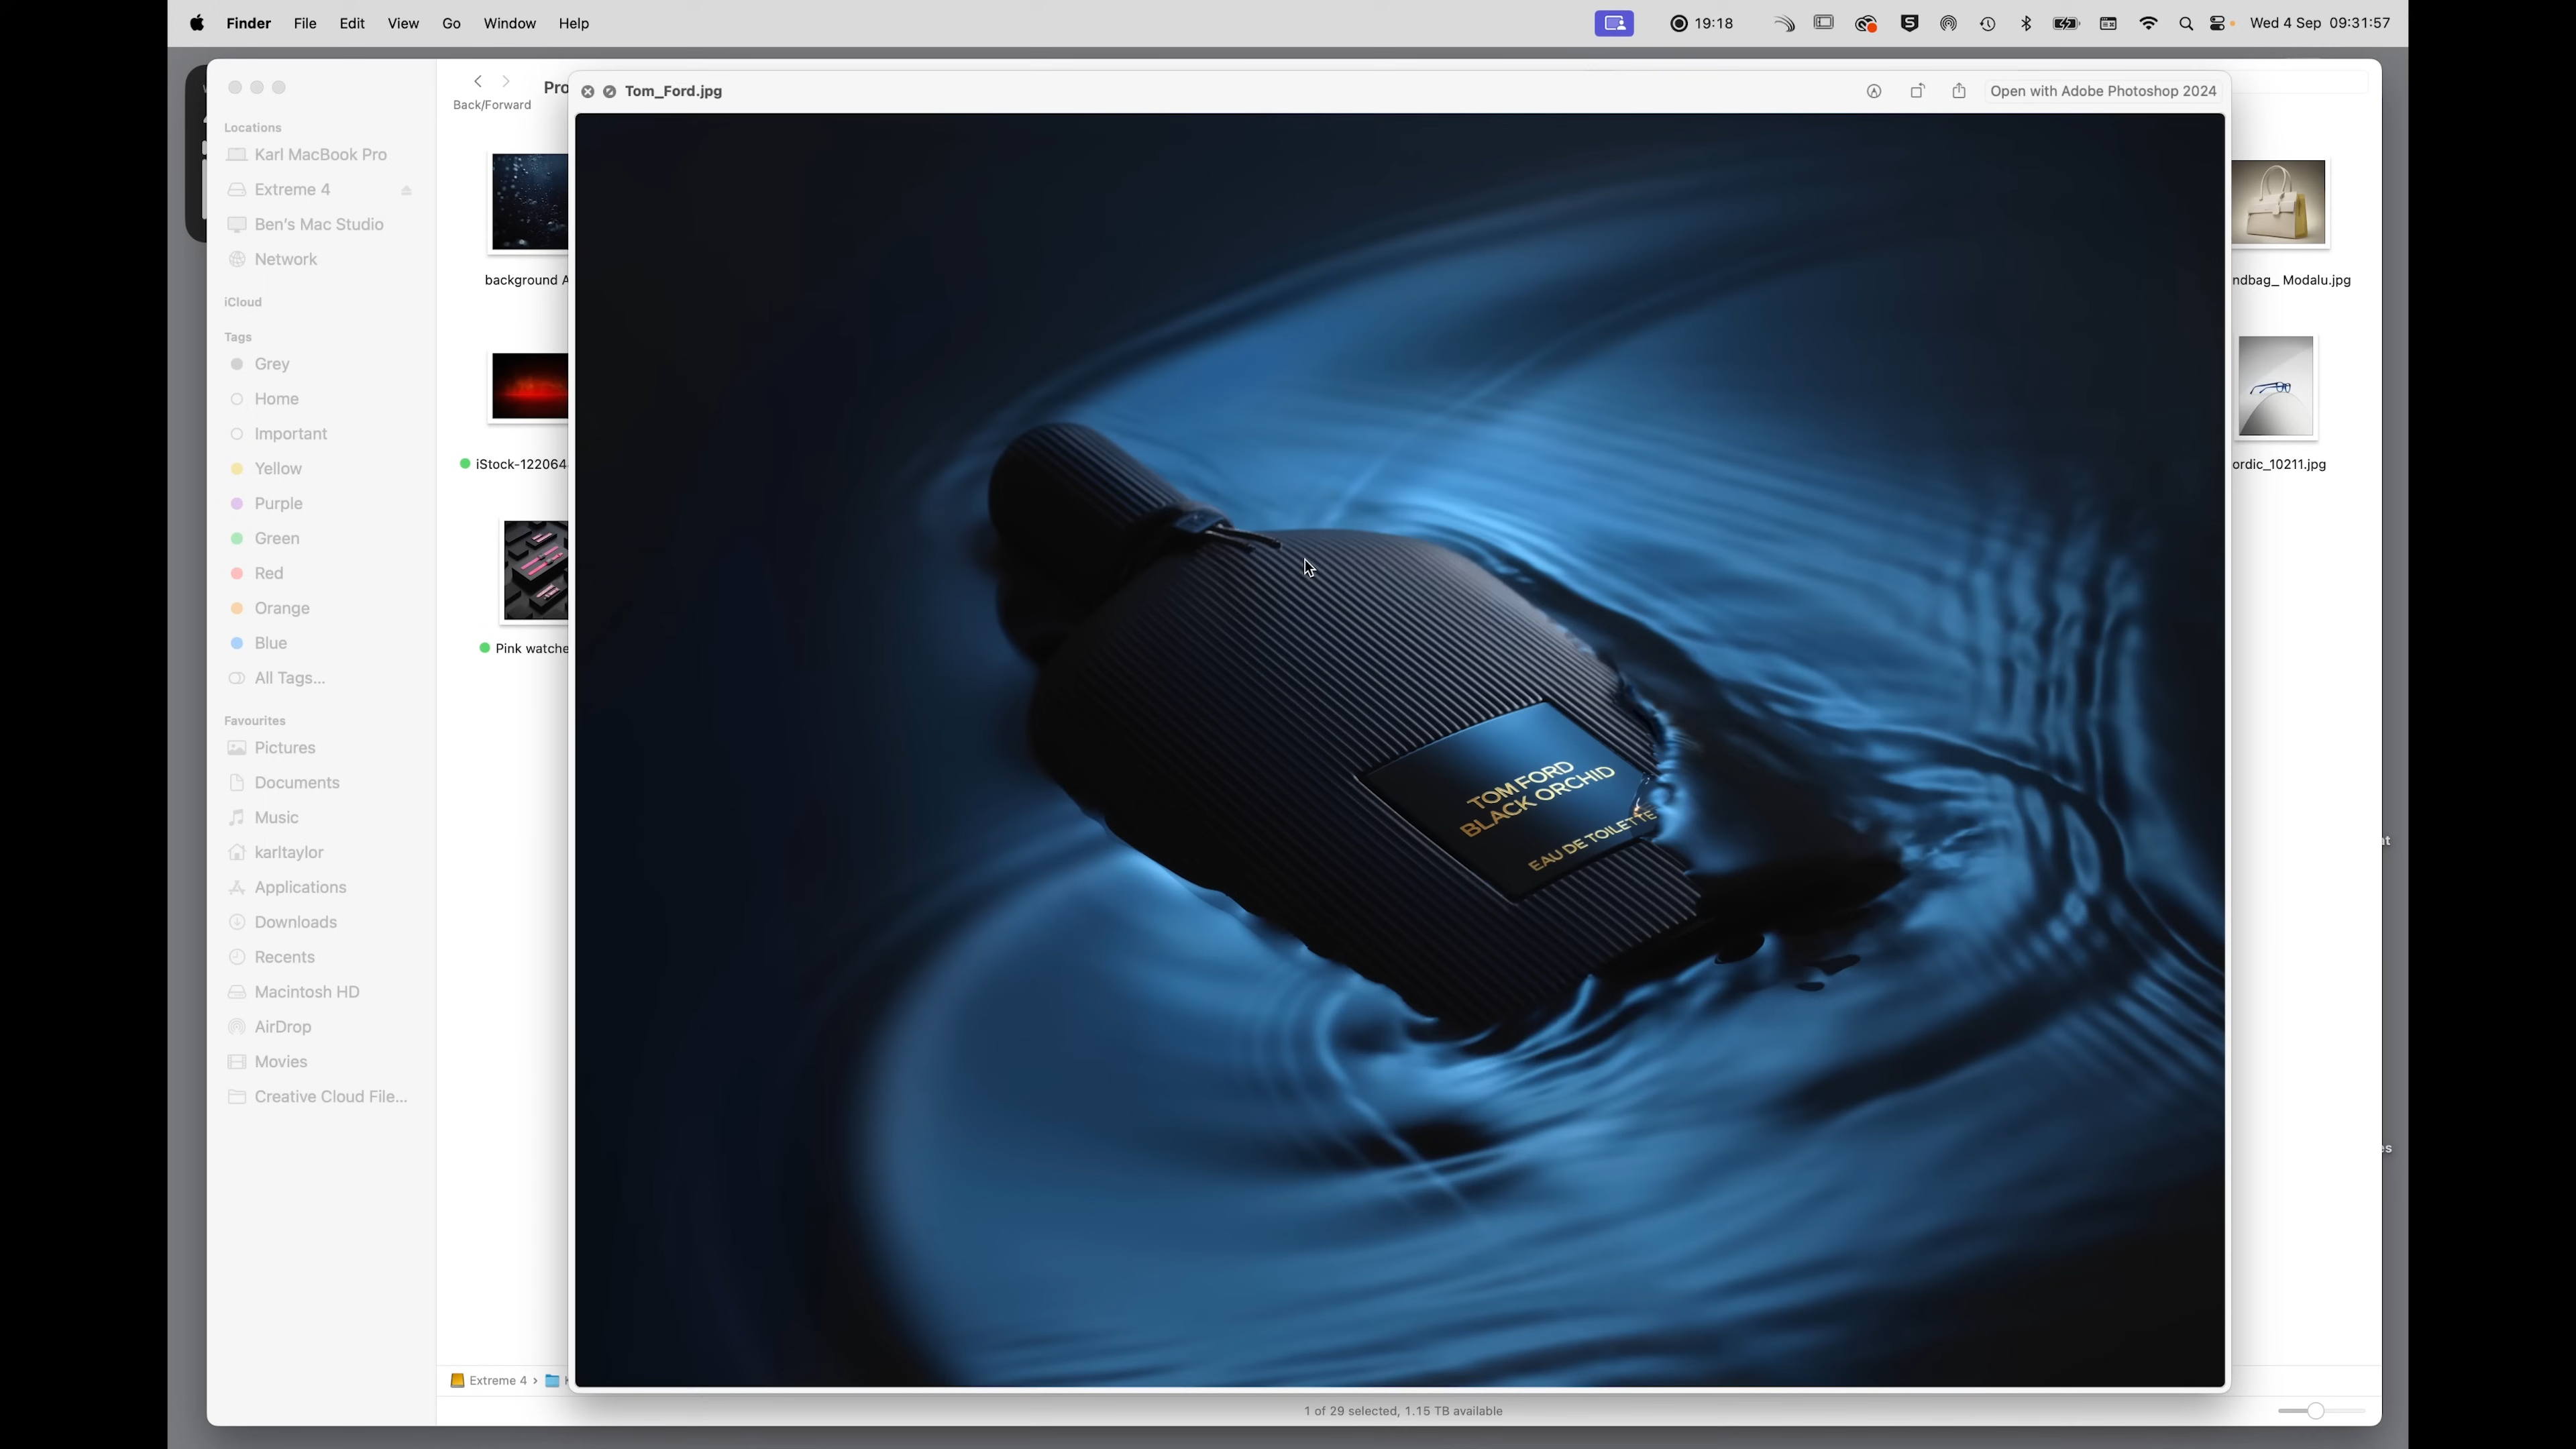 Finder File Edit View Go Window Help
19:18
Wed 4 Sep 09:31:57
Back/Forward
Pro
Tom_Ford.jpg
Open with Adobe Photoshop 2024
Locations
Karl MacBook Pro
Extreme 4
Ben's Mac Studio
Network
iCloud
Tags
Grey
Home
Important
Yellow
Purple
Green
Red
Orange
Blue
All Tags...
Favourites
Pictures
Documents
Music
karltaylor
Applications
Downloads
Recents
Macintosh HD
AirDrop
Movies
Creative Cloud File...
background A
iStock-122064
Pink watche
TOM FORD
BLACK ORCHID
EAU DE TOILETTE
ndbag_ Modalu.jpg
ordic_10211.jpg
at
es
Extreme 4 ›
1 of 29 selected, 1.15 TB available